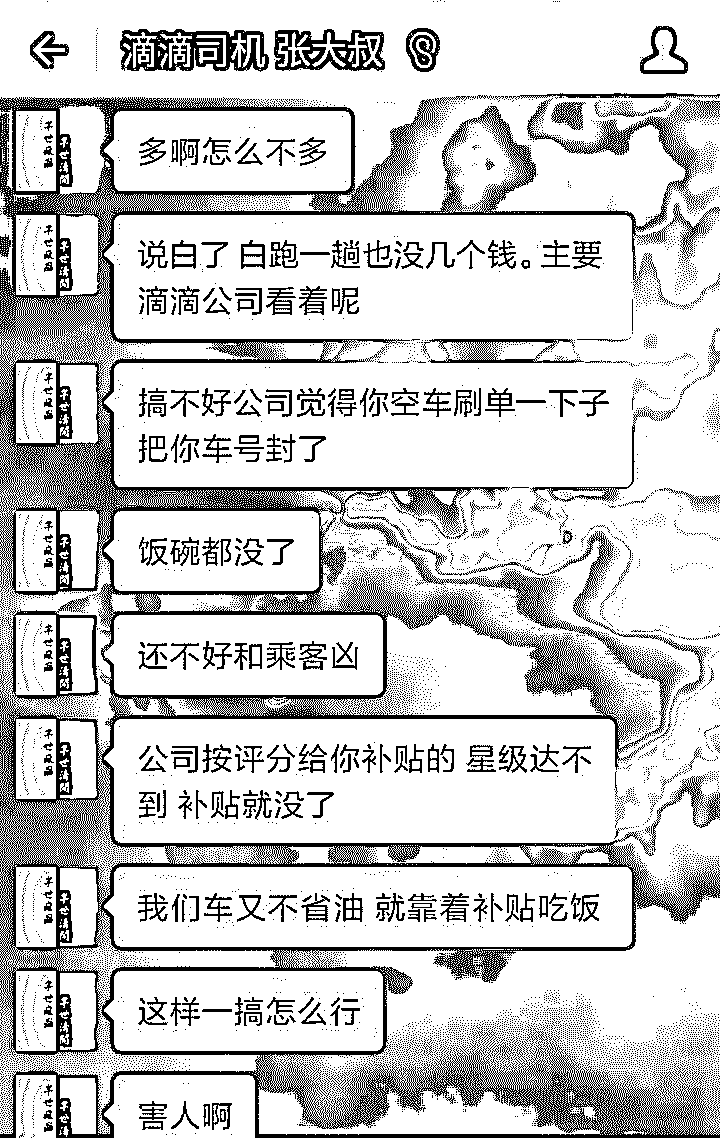 滴滴司机 张大叔
多啊怎么不多
说白了 白跑一趟也没几个钱。主要
滴滴公司看着呢
搞不好公司觉得你空车刷单一下子
把你车号封了
饭碗都没了
还不好和乘客凶
公司按评分给你补贴的 星级达不
到 补贴就没了
我们车又不省油 就靠着补贴吃饭
这样一搞怎么行
害人啊